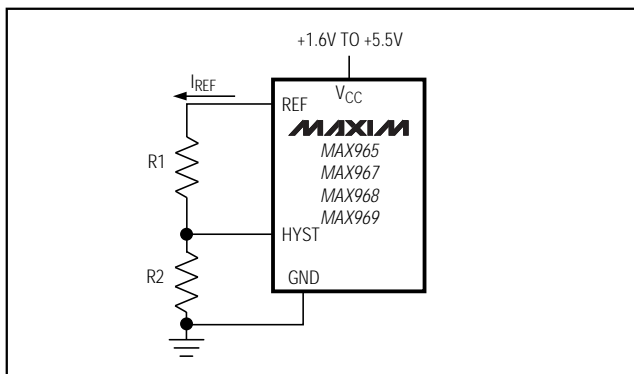 +1.6V TO +5.5V
IREF
VCC
REF
MAXIM
MAX965
R1
MAX967
MAX968
MAX969
HYST
R2
GND